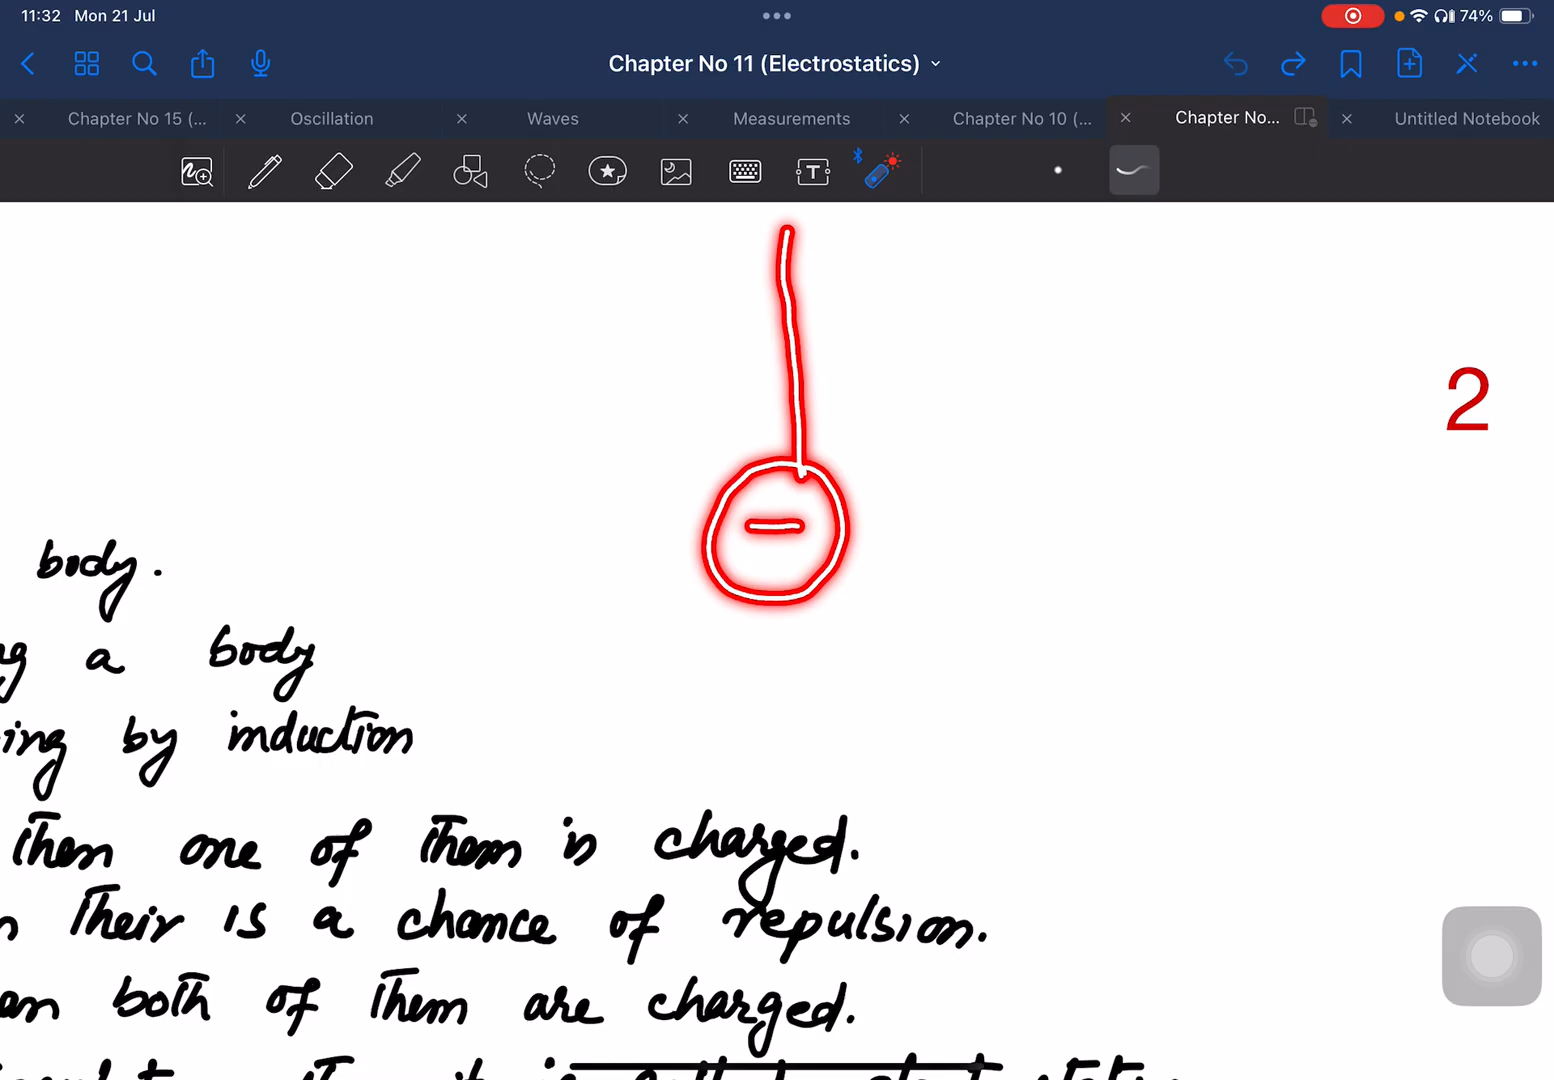 11:32 Mon 21 Jul
74%
Chapter No 11 (Electrostatics)
Chapter No 15 (...
Oscillation
Waves
Measurements
Chapter No 10 (...
Chapter No...
Untitled Notebook
T
2
body.
a body
by induction
Them one of Them is charged.
Their is a chance of repulsion.
both of Them are charged.